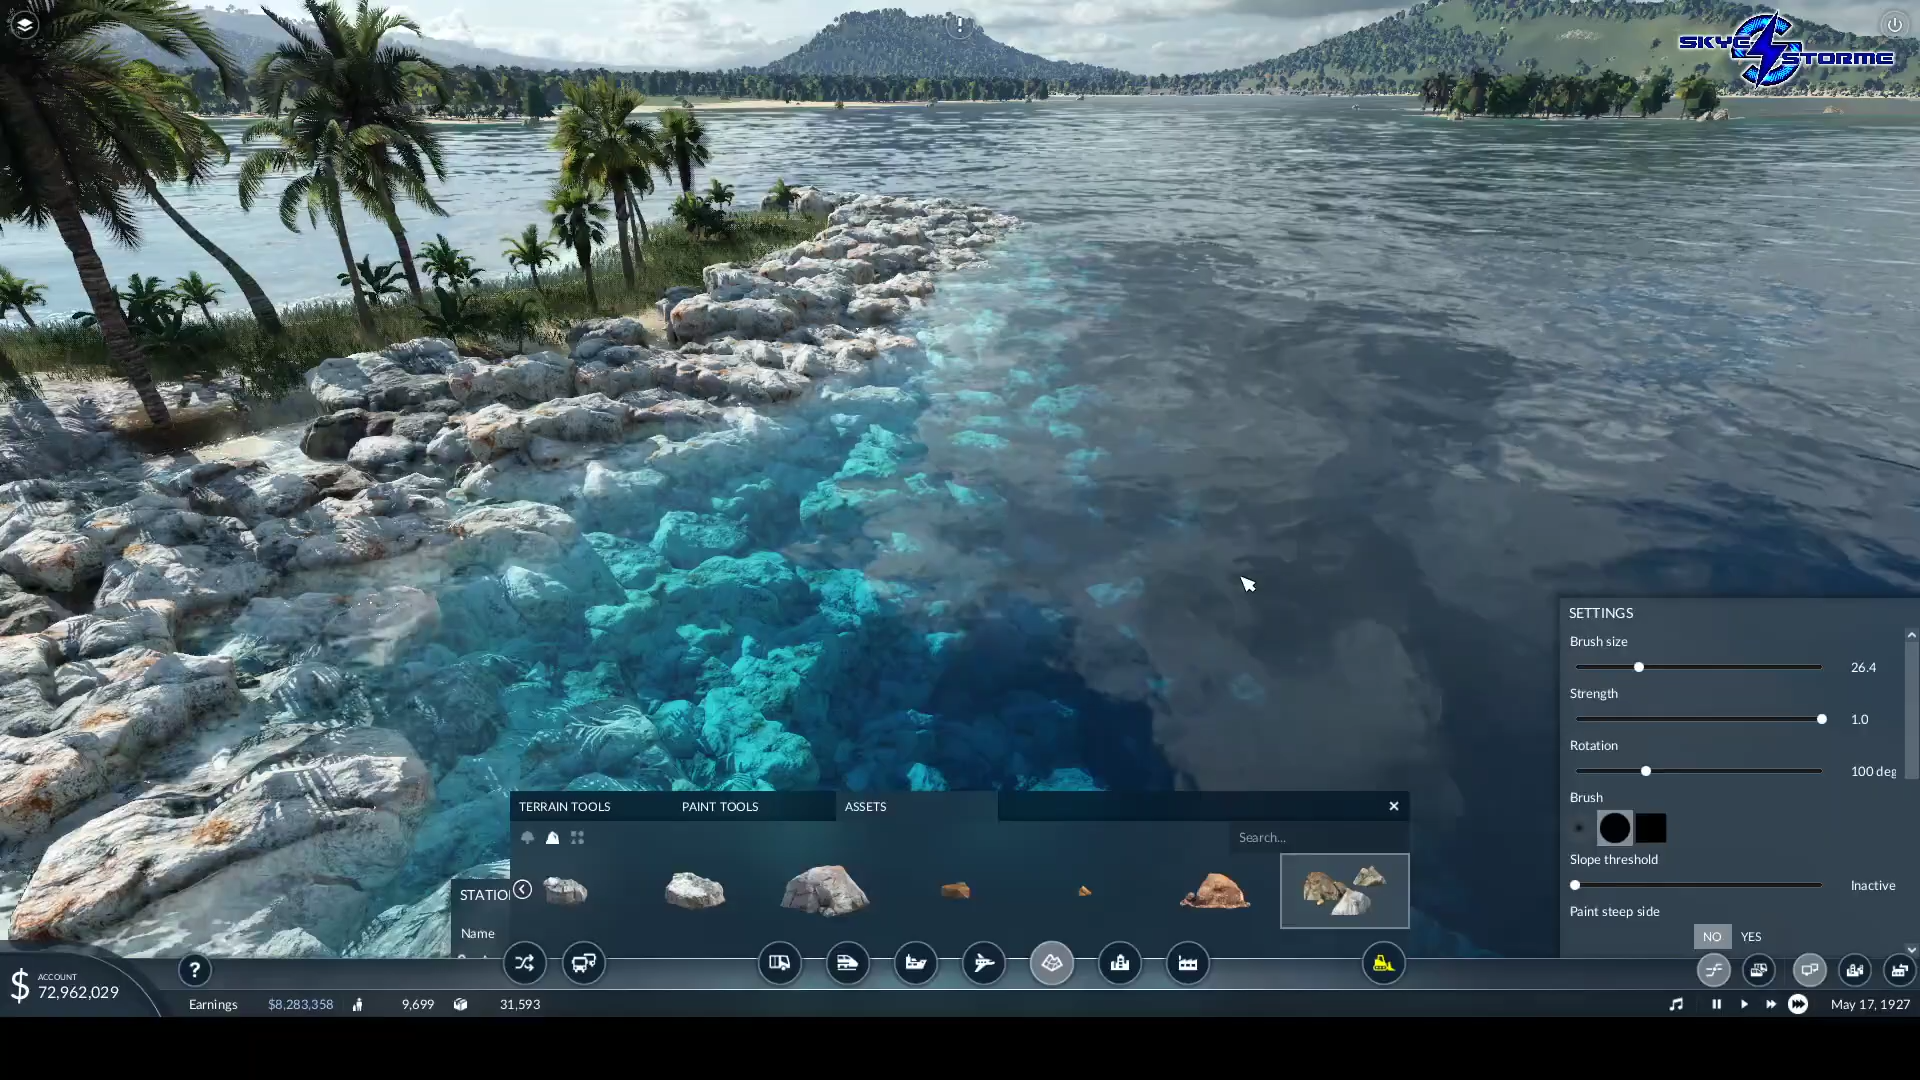 SKYE STORME
SETTINGS
Brush size
26.4
Strength
1.0
Rotation
100 deg
Brush
Slope threshold
Inactive
Paint steep side
NO YES
TERRAIN TOOLS PAINT TOOLS ASSETS
Search...
Name
?
$ ACCOUNT
72,962,029
Earnings $8,283,358 9,699 31,593
May 17, 1927